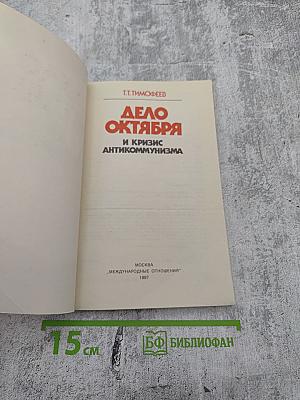 Т.Т.ТИМОФЕЕВ
ДЕЛО
ОКТЯБРЯ
И КРИЗИС
АНТИКОММУНИЗМА
МОСКВА
„МЕЖДУНАРОДНЫЕ ОТНОШЕНИЯ"
1987
15 см
БФ БИБЛИОФАН